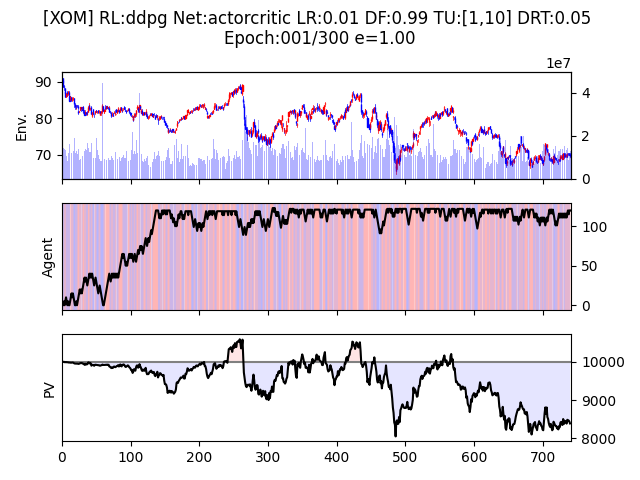 [XOM] RL:ddpg Net:actorcritic LR:0.01 DF:0.99 TU:[1,10] DRT:0.05
Epoch:001/300 e=1.00
1e7
90
80
70
Env.
4
2
0
Agent
100
50
0
PV
10000
9000
8000
0 100 200 300 400 500 600 700